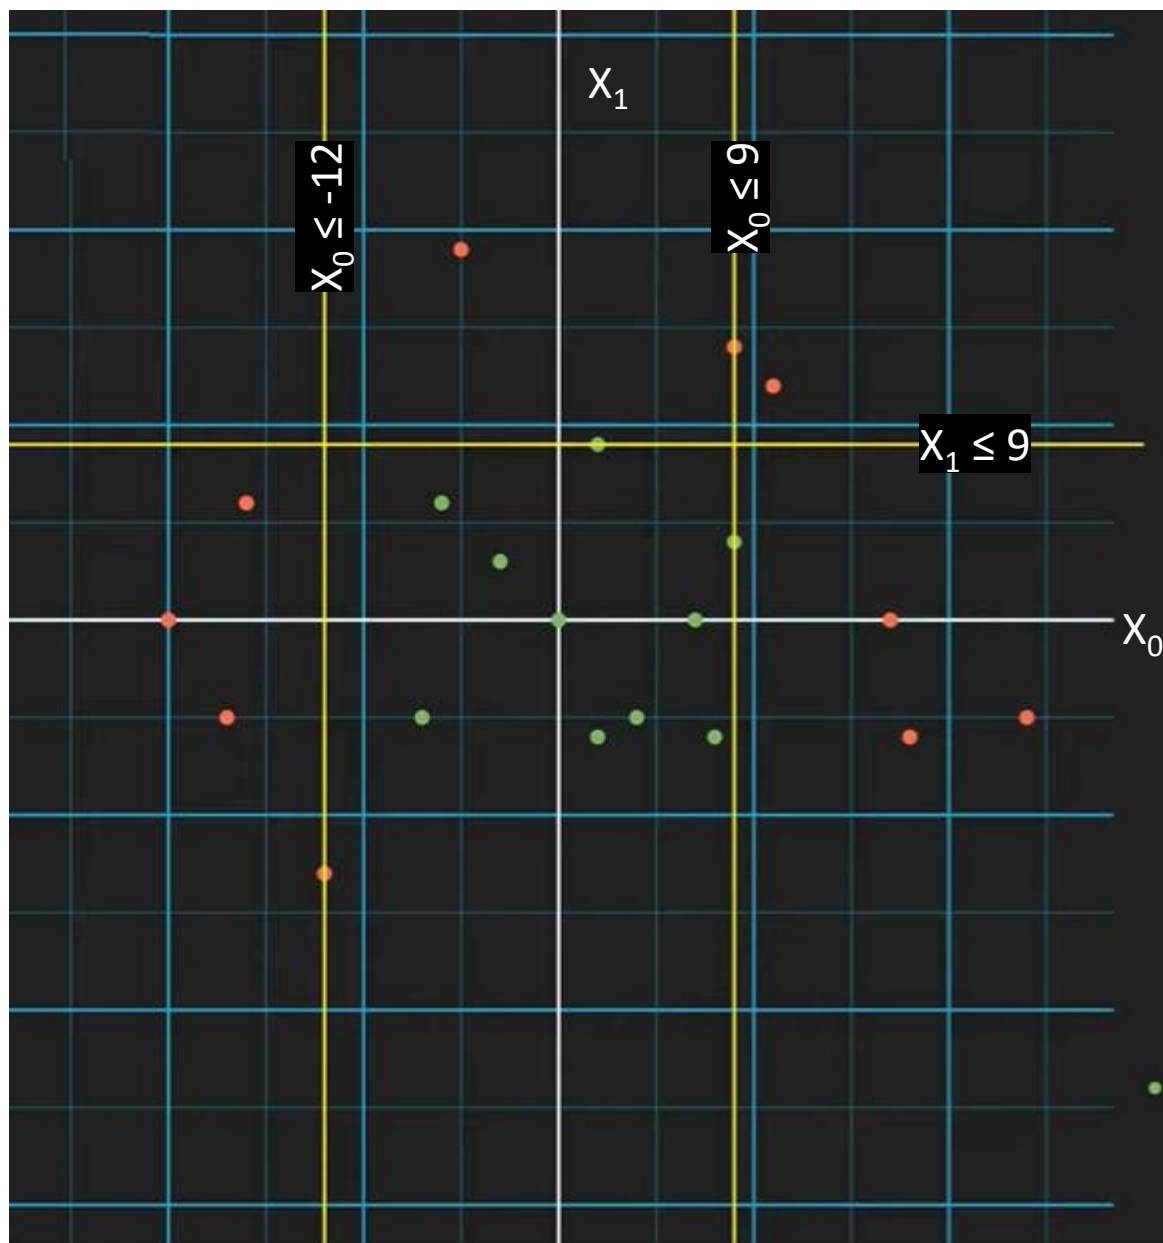 X₁
X₀ ≤ -12
X₀ ≤ 9
X₁ ≤ 9
X₀